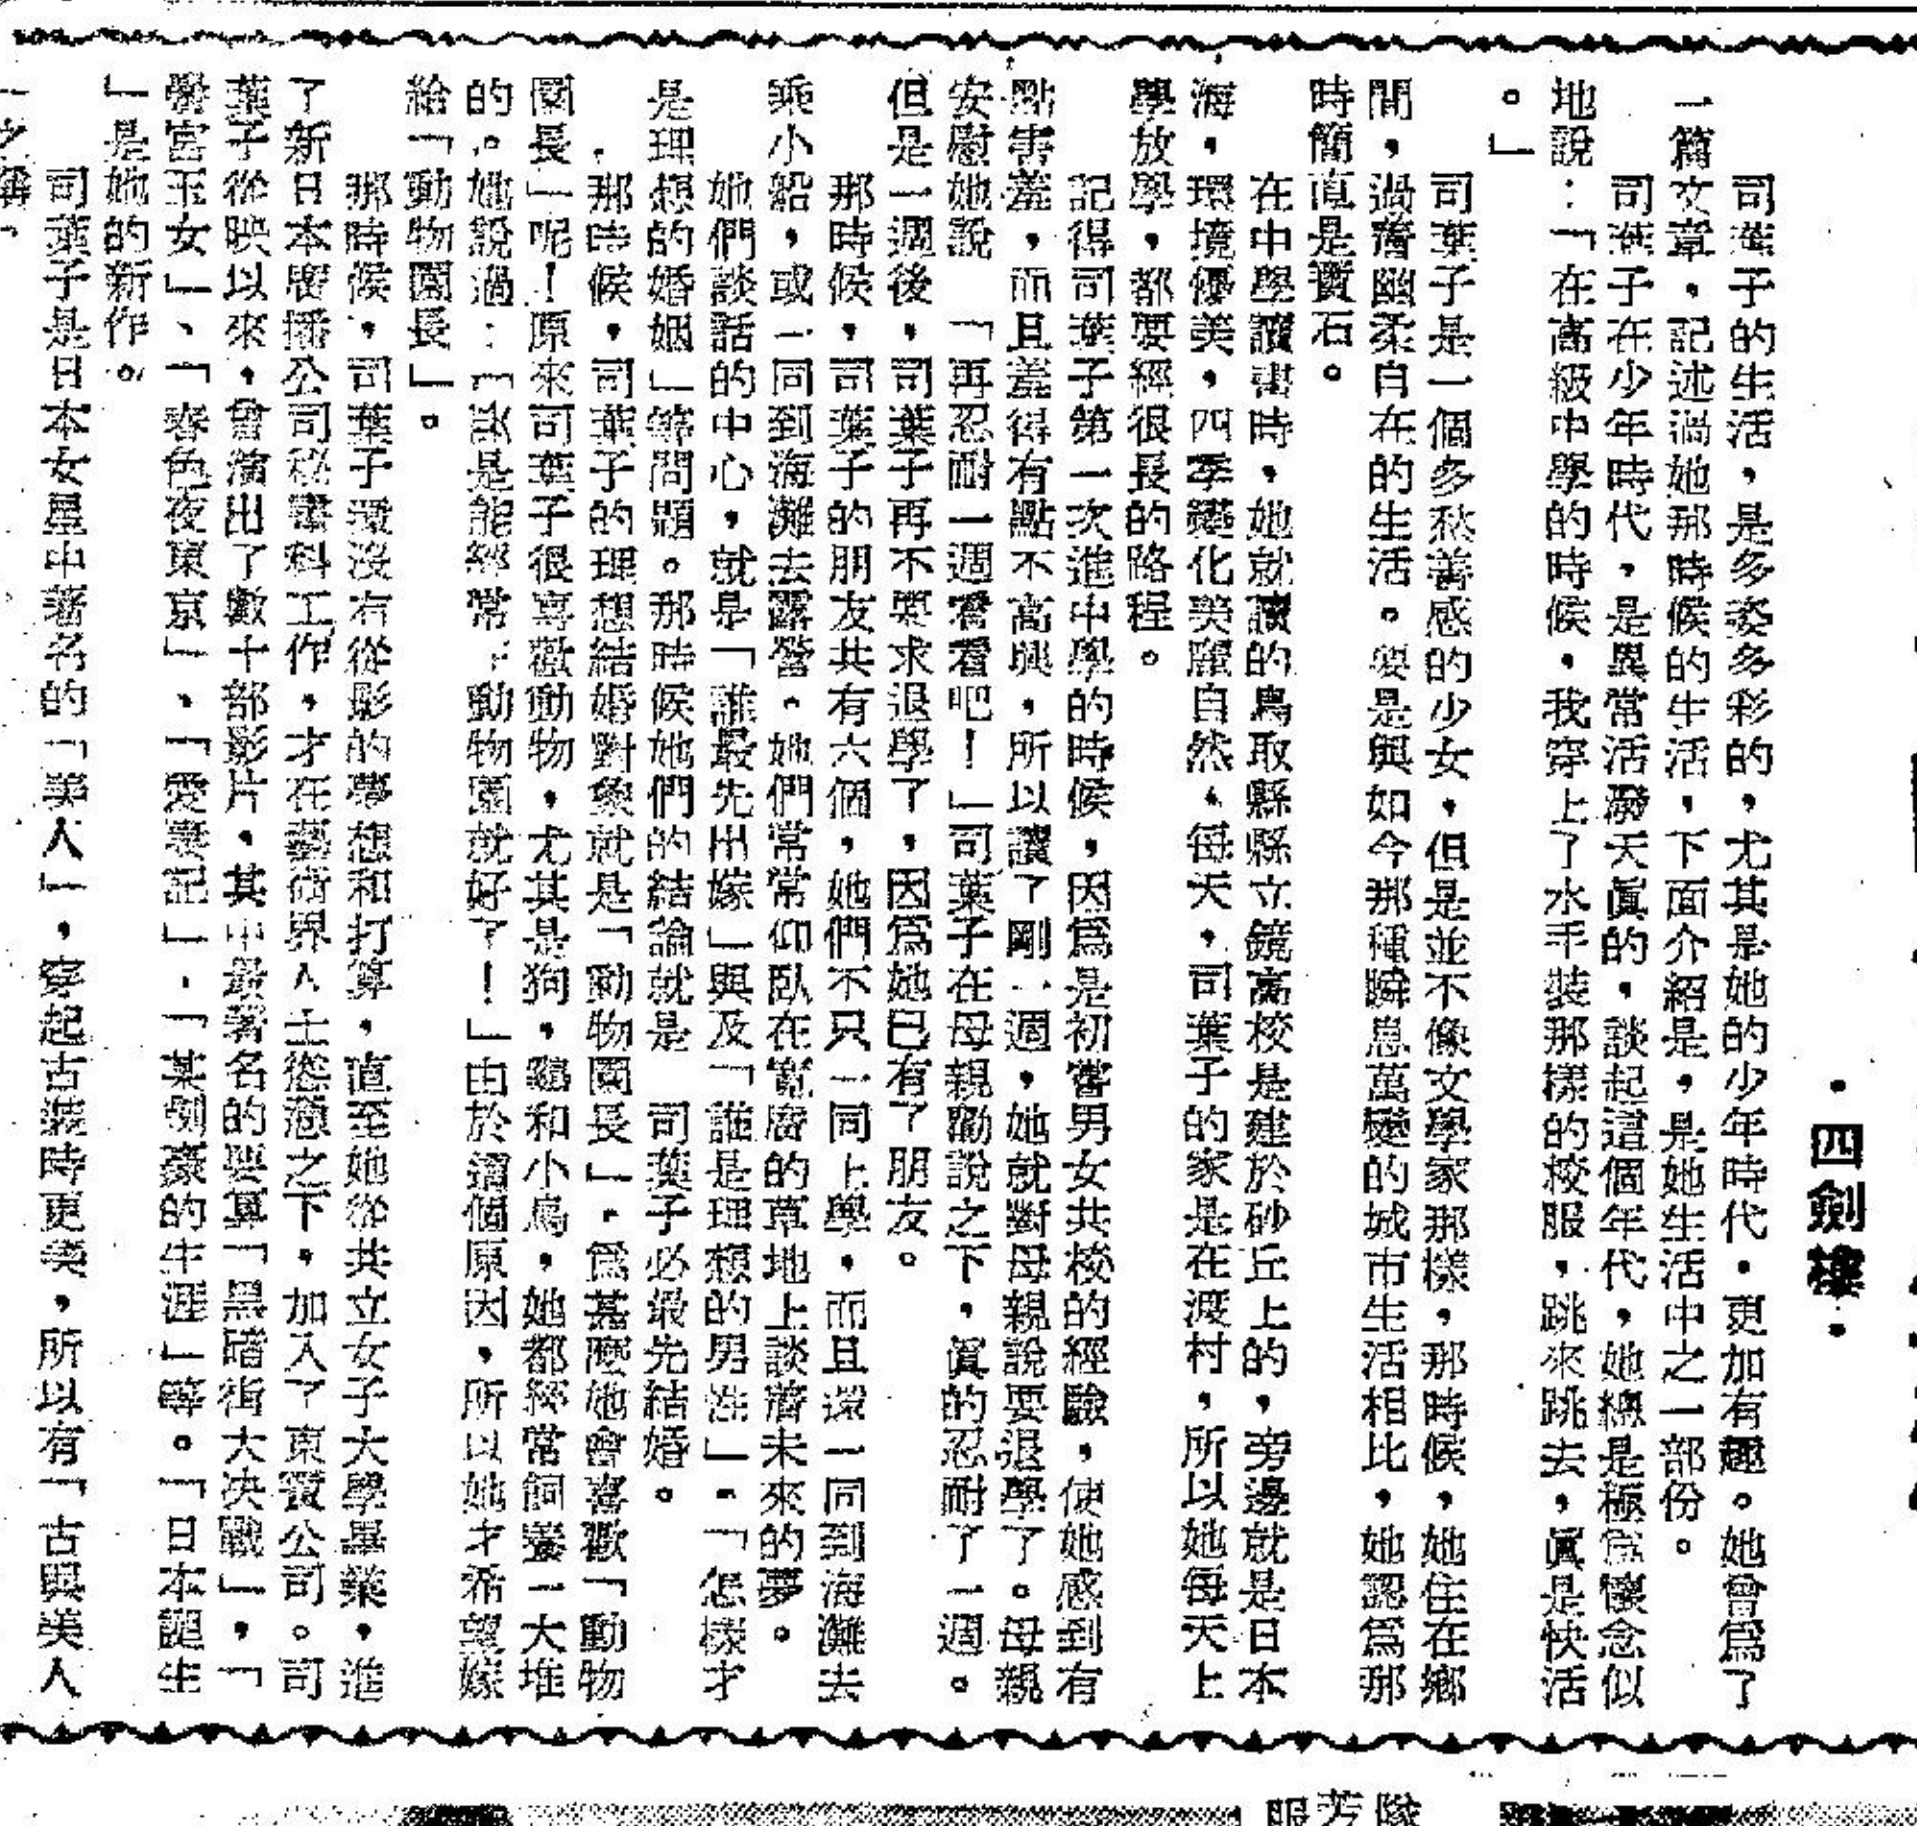 ・四劍樓・
司葉子的生活，是多姿多彩的，尤其是她的少年時代，更加有趣。她曾爲了
一篇文章，記述過她那時候的生活，下面介紹是，是她生活中之一部份。
司葉子在少年時代，是異常活潑天眞的，談起這個年代，她總是極爲懷念似
地說：「在高級中學的時候，我穿上了水手裝那樣的校服，跳來跳去，眞是快活
。」
司葉子是一個多愁善感的少女，但是並不像文學家那樣，那時候，她住在鄉
間，過着幽柔自在的生活。要是與如今那種瞬息萬變的城市生活相比，她認爲那
時簡直是寶石。
在中學讀書時，她就讀的鳥取縣縣立鏡高校是建於砂丘上的，旁邊就是日本
海，環境優美，四季變化美麗自然，每天，司葉子的家是在渡村，所以她每天上
學放學，都要經很長的路程。
記得司葉子第一次進中學的時候，因爲是初嘗男女共校的經驗，使她感到有
點害羞，而且羞得有點不高興，所以讀了剛一週，她就對母親說要退學了。母親
安慰她說　「再忍耐一週看看吧！」司葉子在母親勸說之下，眞的忍耐了一週。
但是一週後，司葉子再不要求退學了，因爲她已有了朋友。
那時候，司葉子的朋友共有六個，她們不只一同上學，而且還一同到海灘去
乘小船，或一同到海灘去露營。她們常常仰臥在寬廣的草地上談着未來的夢。
她們談話的中心，就是「誰最先出嫁」與及「誰是理想的男性」，「怎樣才
是理想的婚姻」等問題。那時候她們的結論就是　司葉子必最先結婚。
那時候，司葉子的理想結婚對象就是「動物園長」，爲甚麼她會喜歡「動物
園長」呢！原來司葉子很喜歡動物，尤其是狗，貓和小鳥，她都經常飼養一大堆
的。她說過：「該是能經常　動物園就好了！」由於這個原因，所以她才希望嫁
給「動物園長」。
那時候，司葉子還沒有從影的夢想和打算，直至她從共立女子大學畢業，進
了新日本廣播公司秘書科工作，才在藝術界人士慫恿之下，加入了東寶公司。司
葉子從映以來，曾演出了數十部影片，其中最著名的要算「黑暗街大決戰」，「
學宮玉女」、「春色夜東京」、「愛妻記」，「某劍豪的生涯」等。「日本誕生
」是她的新作。
司葉子是日本女星中著名的「美人」，穿起古裝時更美，所以有「古典美人
」之稱。